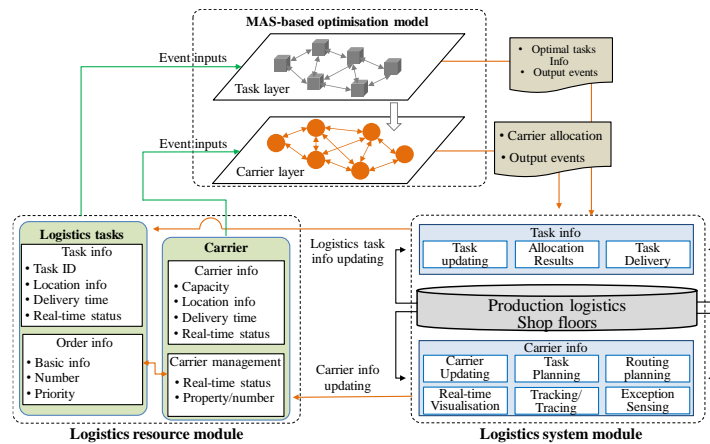 MAS-based optimisation model
Event inputs
Task layer
Optimal tasks
Info
• Output events
Event inputs
Carrier layer
• Carrier allocation
• Output events
Logistics tasks
Task info
• Task ID
• Location info
• Delivery time
• Real-time status
Order info
• Basic info
• Number
• Priority
Carrier
Carrier info
• Capacity
• Location info
• Delivery time
• Real-time status
Carrier management
• Real-time status
• Property/number
Logistics resource module
Logistics task
info updating
Carrier info
updating
Task info
Task
updating
Allocation
Results
Task
Delivery
Production logistics
Shop floors
Carrier info
Carrier
Updating
Task
Planning
Routing
planning
Real-time
Visualisation
Tracking/
Tracing
Exception
Sensing
Logistics system module